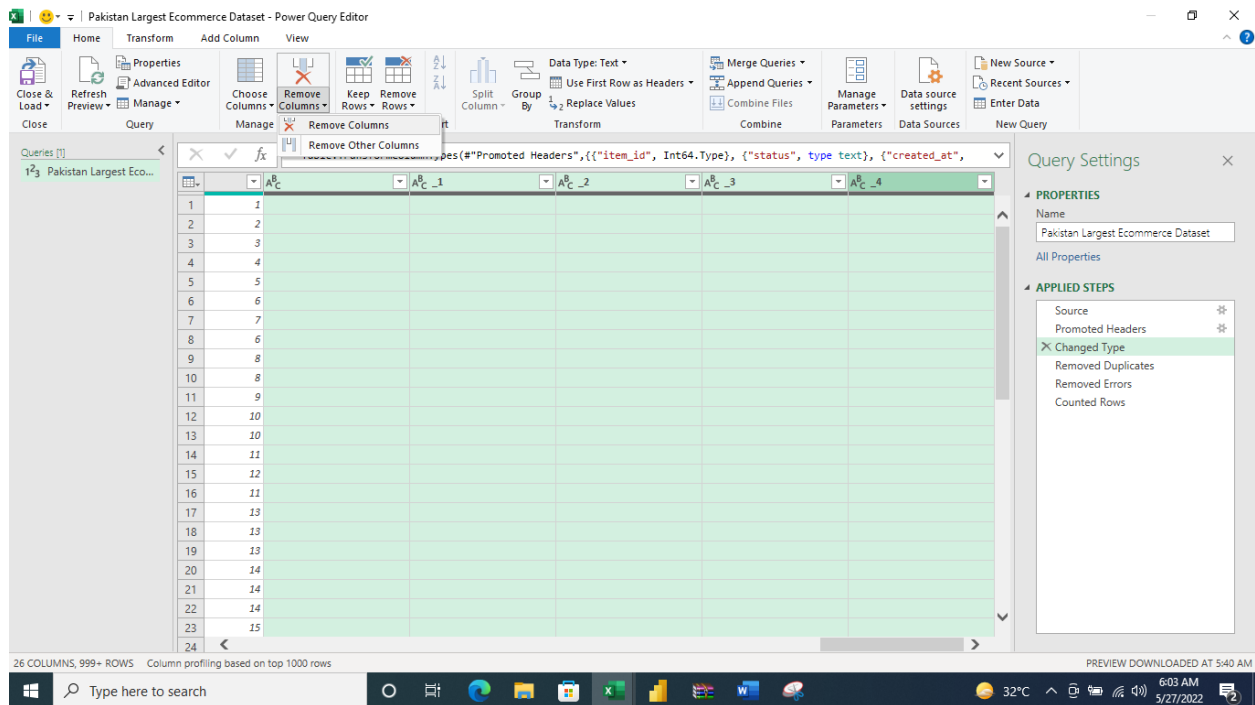 Pakistan Largest Ecommerce Dataset - Power Query Editor
File Home Transform Add Column View
Close & Load
Refresh Preview
Properties
Advanced Editor
Manage
Choose Columns
Remove Columns
Keep Rows
Remove Rows
Split Column
Group By
Data Type: Text
Use First Row as Headers
Replace Values
Merge Queries
Append Queries
Combine Files
Manage Parameters
Data source settings
New Source
Recent Sources
Enter Data
Close Query Manage Transform Combine Parameters Data Sources New Query
Remove Columns
Remove Other Columns
Queries [1]
1²3 Pakistan Largest Eco...
fx
(#"Promoted Headers",{{"item_id", Int64.Type}, {"status", type text}, {"created_at",
ABC ABC _1 ABC _2 ABC _3 ABC _4
1 1
2 2
3 3
4 4
5 5
6 6
7 7
8 6
9 8
10 8
11 9
12 10
13 10
14 11
15 12
16 11
17 13
18 13
19 13
20 14
21 14
22 14
23 15
24
Query Settings
PROPERTIES
Name
Pakistan Largest Ecommerce Dataset
All Properties
APPLIED STEPS
Source
Promoted Headers
Changed Type
Removed Duplicates
Removed Errors
Counted Rows
26 COLUMNS, 999+ ROWS Column profiling based on top 1000 rows
PREVIEW DOWNLOADED AT 5:40 AM
Type here to search
32°C
6:03 AM
5/27/2022
2